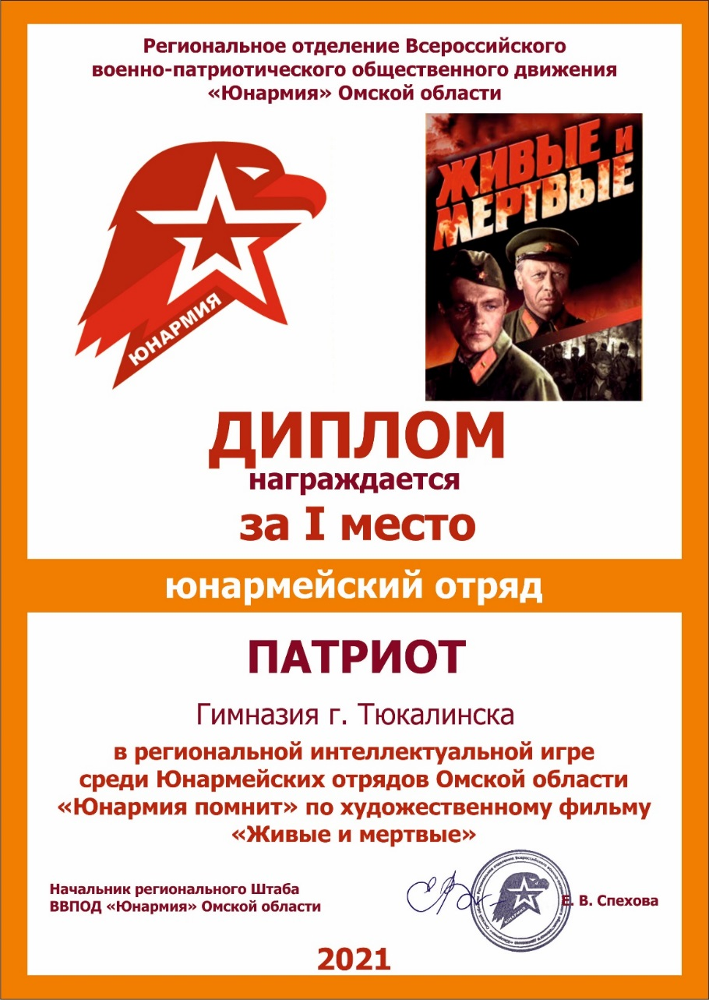 Региональное отделение Всероссийского
военно-патриотического общественного движения
«Юнармия» Омской области
ЖИВЫЕ И
МЕРТВЫЕ
ЮНАРМИЯ
ДИПЛОМ
награждается
за I место
юнармейский отряд
ПАТРИОТ
Гимназия г. Тюкалинска
в региональной интеллектуальной игре
среди Юнармейских отрядов Омской области
«Юнармия помнит» по художественному фильму
«Живые и мертвые»
Начальник регионального Штаба
ВВПОД «Юнармия» Омской области
Е. В. Спехова
ЮНАРМИЯ
2021